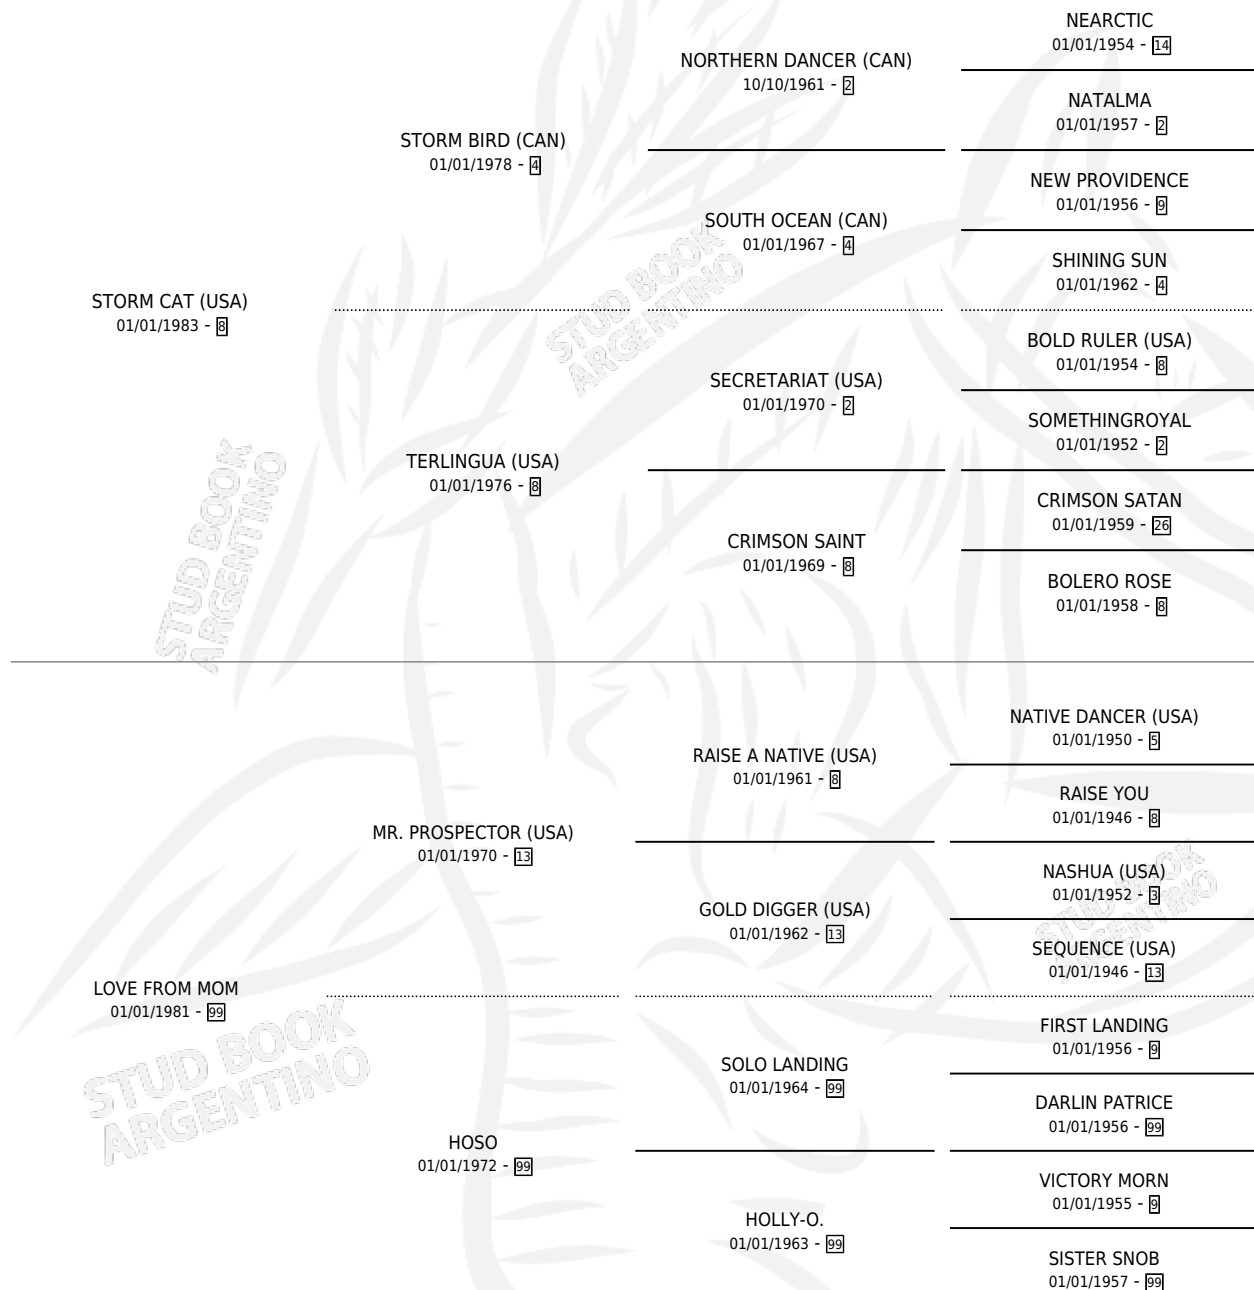 NEARCTIC
01/01/1954 - 14
NORTHERN DANCER (CAN)
10/10/1961 - 2
NATALMA
01/01/1957 - 2
STORM BIRD (CAN)
01/01/1978 - 4
NEW PROVIDENCE
01/01/1956 - 9
SOUTH OCEAN (CAN)
01/01/1967 - 4
SHINING SUN
01/01/1962 - 4
STORM CAT (USA)
01/01/1983 - 8
STUD BOOK
ARGENTINO
BOLD RULER (USA)
01/01/1954 - 8
SECRETARIAT (USA)
01/01/1970 - 2
SOMETHINGROYAL
01/01/1952 - 2
TERLINGUA (USA)
01/01/1976 - 8
CRIMSON SATAN
01/01/1959 - 26
CRIMSON SAINT
01/01/1969 - 8
BOLERO ROSE
01/01/1958 - 8
STUD BOOK
ARGENTINO
NATIVE DANCER (USA)
01/01/1950 - 5
RAISE A NATIVE (USA)
01/01/1961 - 8
RAISE YOU
01/01/1946 - 8
MR. PROSPECTOR (USA)
01/01/1970 - 13
NASHUA (USA)
01/01/1952 - 3
GOLD DIGGER (USA)
01/01/1962 - 13
STUD BOOK
ARGENTINO
SEQUENCE (USA)
01/01/1946 - 13
LOVE FROM MOM
01/01/1981 - 99
FIRST LANDING
01/01/1956 - 9
SOLO LANDING
01/01/1964 - 99
STUD BOOK
ARGENTINO
DARLIN PATRICE
01/01/1956 - 99
HOSO
01/01/1972 - 99
VICTORY MORN
01/01/1955 - 9
HOLLY-O.
01/01/1963 - 99
SISTER SNOB
01/01/1957 - 99